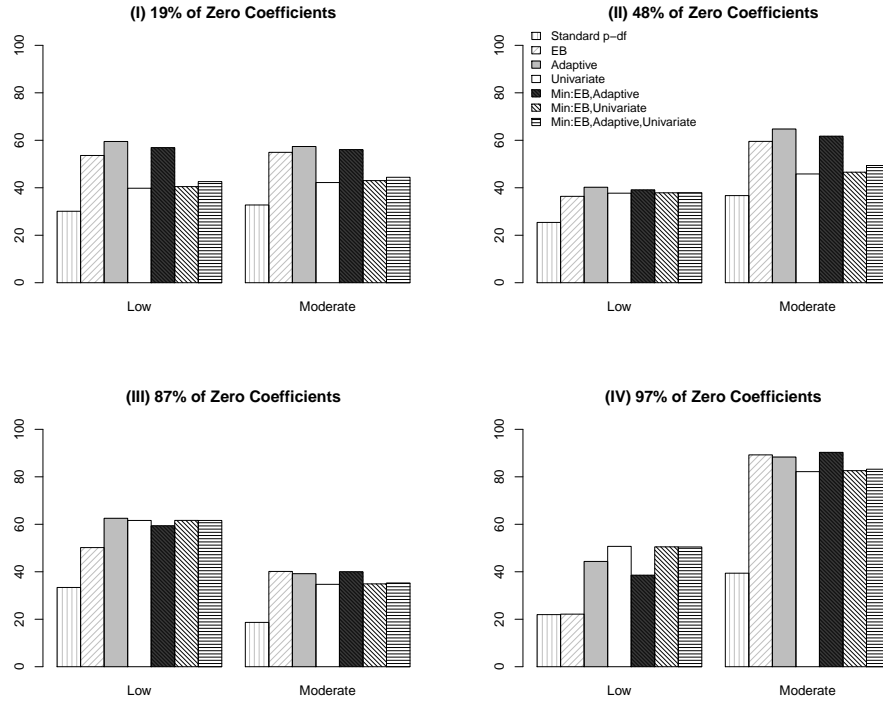 (I) 19% of Zero Coefficients
100
80
60
40
20
0
Low
Moderate
(II) 48% of Zero Coefficients
100
80
60
40
20
0
Standard p−df
EB
Adaptive
Univariate
Min:EB,Adaptive
Min:EB,Univariate
Min:EB,Adaptive,Univariate
Low
Moderate
(III) 87% of Zero Coefficients
100
80
60
40
20
0
Low
Moderate
(IV) 97% of Zero Coefficients
100
80
60
40
20
0
Low
Moderate